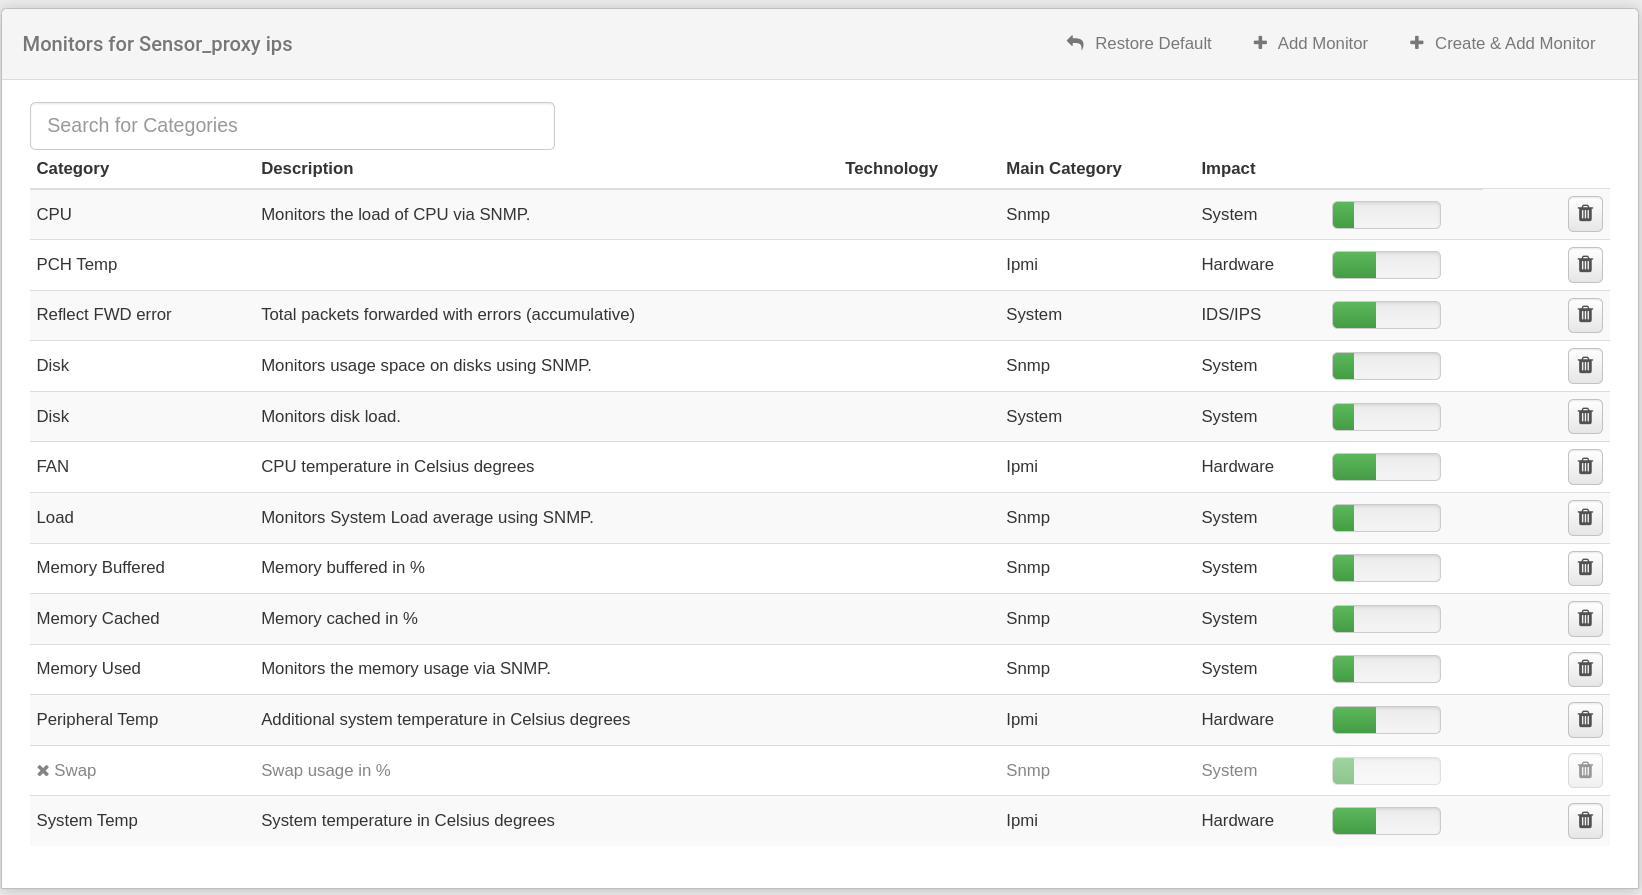 Monitors for Sensor_proxy ips Restore Default Add Monitor Create & Add Monitor
Search for Categories
Category Description Technology Main Category Impact
CPU Monitors the load of CPU via SNMP. Snmp System
PCH Temp Ipmi Hardware
Reflect FWD error Total packets forwarded with errors (accumulative) System IDS/IPS
Disk Monitors usage space on disks using SNMP. Snmp System
Disk Monitors disk load. System System
FAN CPU temperature in Celsius degrees Ipmi Hardware
Load Monitors System Load average using SNMP. Snmp System
Memory Buffered Memory buffered in % Snmp System
Memory Cached Memory cached in % Snmp System
Memory Used Monitors the memory usage via SNMP. Snmp System
Peripheral Temp Additional system temperature in Celsius degrees Ipmi Hardware
Swap Swap usage in % Snmp System
System Temp System temperature in Celsius degrees Ipmi Hardware